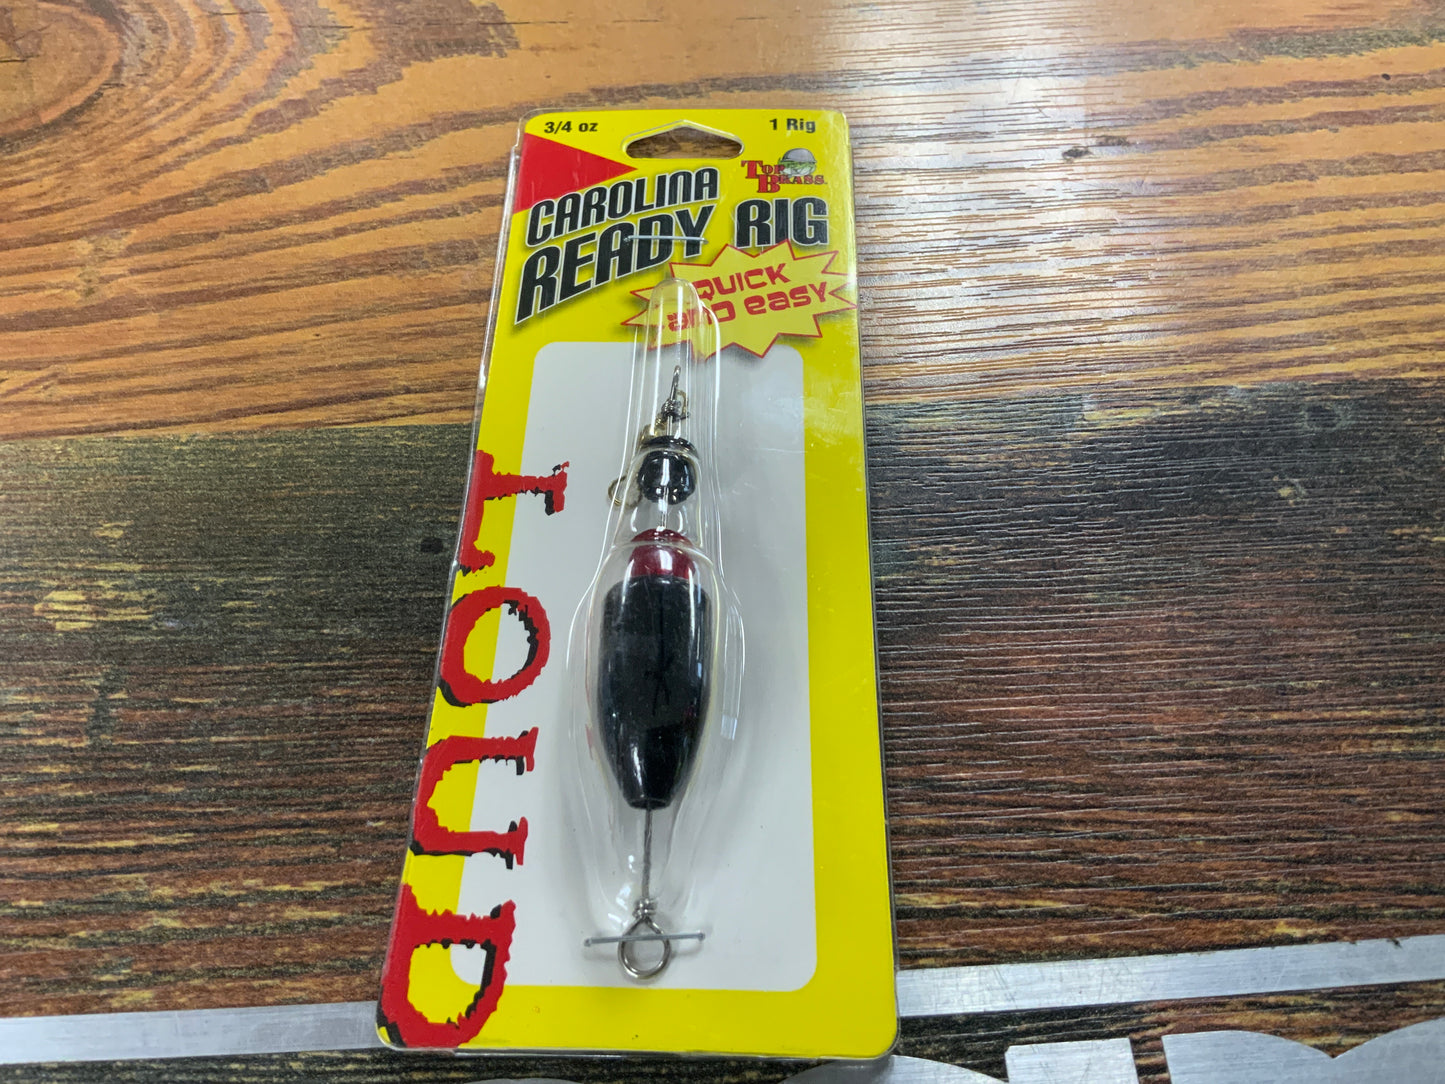 3/4 oz
1 Rig
TOP
BRASS
CAROLINA
READY RIG
QUICK
AND EASY
LOUD